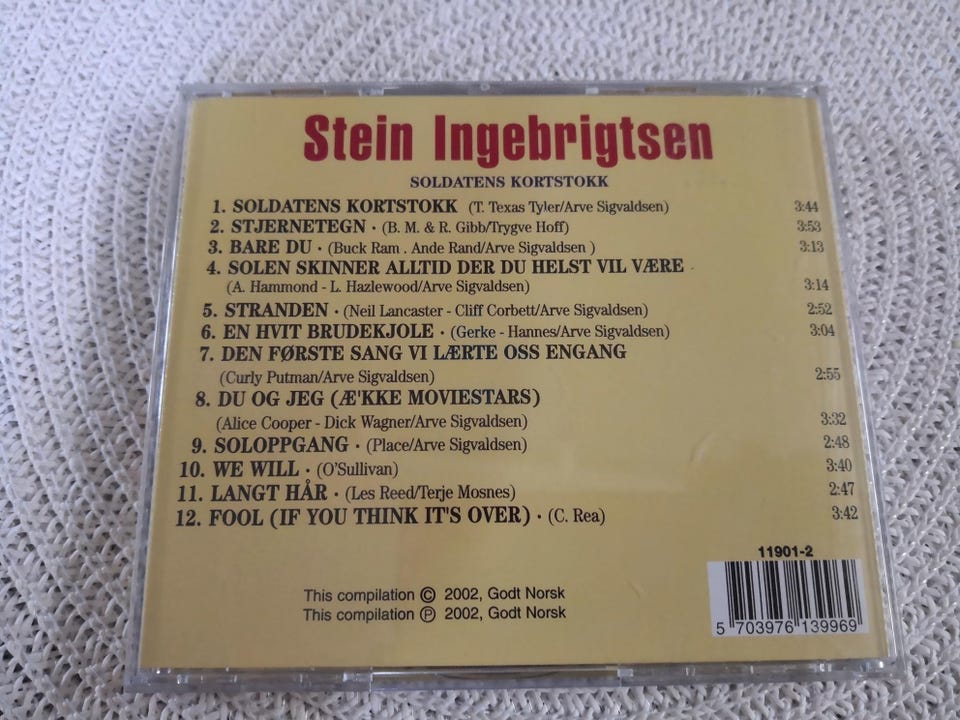 Stein Ingebrigtsen
SOLDATENS KORTSTOKK
1. SOLDATENS KORTSTOKK (T. Texas Tyler/Arve Sigvaldsen) 3:44
2. STJERNETEGN · (B. M. & R. Gibb/Trygve Hoff) 3:53
3. BARE DU · (Buck Ram . Ande Rand/Arve Sigvaldsen ) 3:13
4. SOLEN SKINNER ALLTID DER DU HELST VIL VÆRE
(A. Hammond - L. Hazlewood/Arve Sigvaldsen) 3:14
5. STRANDEN · (Neil Lancaster - Cliff Corbett/Arve Sigvaldsen) 2:52
6. EN HVIT BRUDEKJOLE · (Gerke - Hannes/Arve Sigvaldsen) 3:04
7. DEN FØRSTE SANG VI LÆRTE OSS ENGANG
(Curly Putman/Arve Sigvaldsen) 2:55
8. DU OG JEG (Æ'KKE MOVIESTARS)
(Alice Cooper - Dick Wagner/Arve Sigvaldsen) 3:32
9. SOLOPPGANG · (Place/Arve Sigvaldsen) 2:48
10. WE WILL · (O'Sullivan) 3:40
11. LANGT HÅR · (Les Reed/Terje Mosnes) 2:47
12. FOOL (IF YOU THINK IT'S OVER) · (C. Rea) 3:42
11901-2
This compilation © 2002, Godt Norsk
This compilation ℗ 2002, Godt Norsk
5 703976 139969